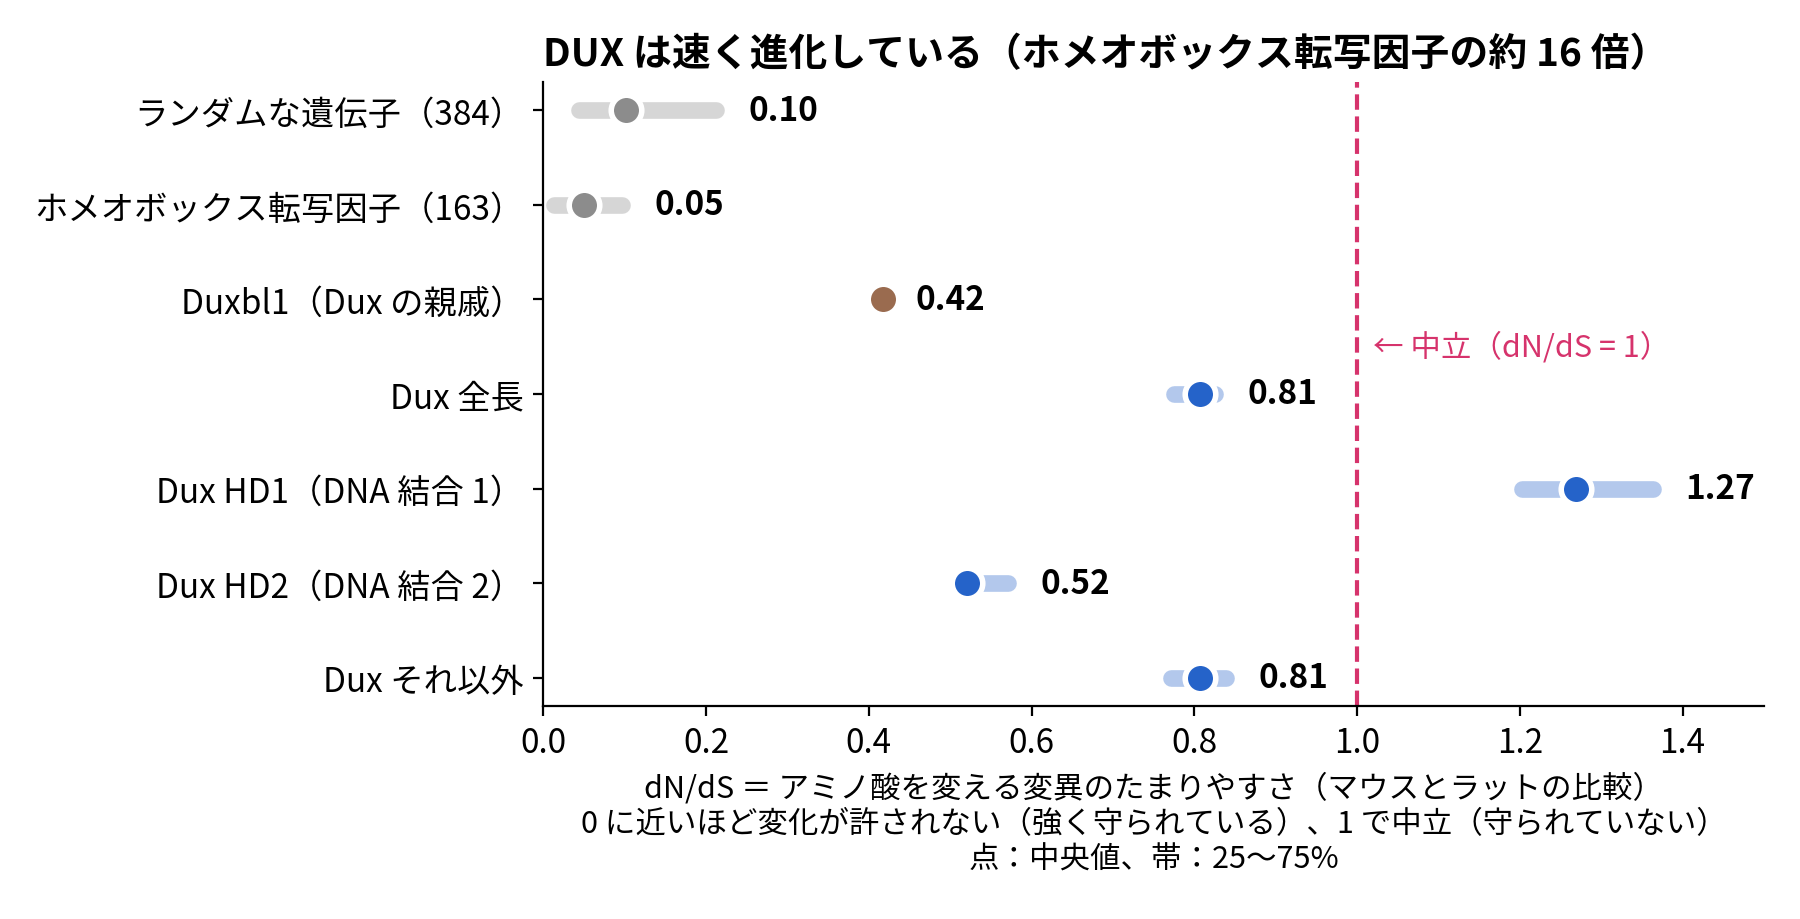 DUX は速く進化している（ホメオボックス転写因子の約 16 倍）
ランダムな遺伝子（384）
0.10
ホメオボックス転写因子（163）
0.05
Duxbl1（Dux の親戚）
0.42
← 中立（dN/dS = 1）
Dux 全長
0.81
Dux HD1（DNA 結合 1）
1.27
Dux HD2（DNA 結合 2）
0.52
Dux それ以外
0.81
0.0 0.2 0.4 0.6 0.8 1.0 1.2 1.4
dN/dS ＝ アミノ酸を変える変異のたまりやすさ（マウスとラットの比較）
0 に近いほど変化が許されない（強く守られている）、1 で中立（守られていない）
点：中央値、帯：25〜75%